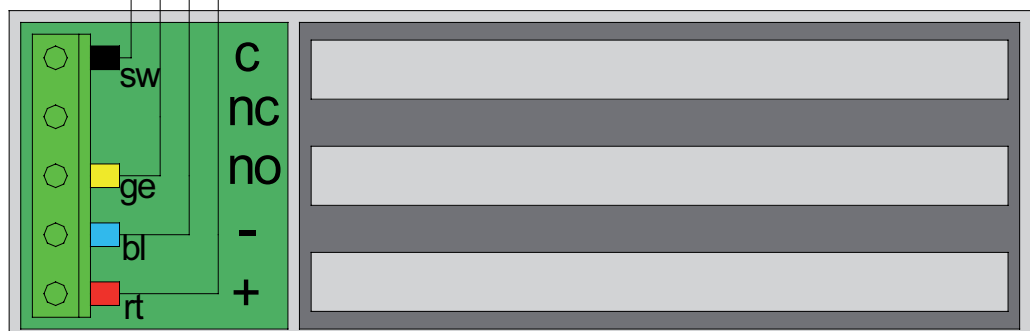 sw c
nc
ge no
bl -
rt +